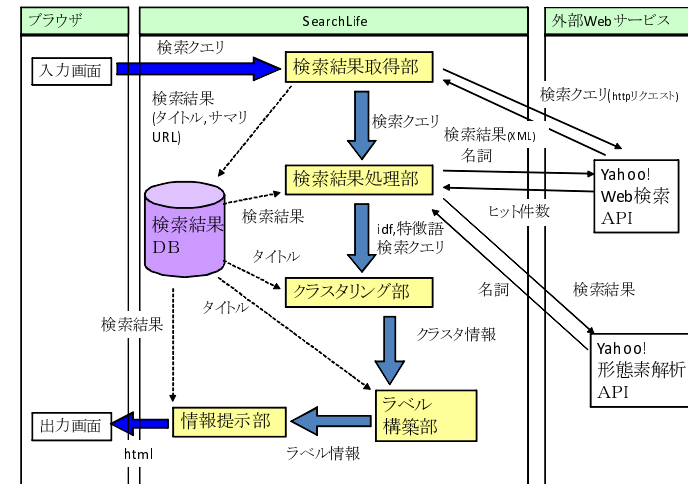 ブラウザ
SearchLife
外部Webサービス
検索クエリ
入力画面
検索結果取得部
検索クエリ(httpリクエスト)
検索結果
(タイトル,サマリ
URL)
検索クエリ
検索結果(XML)
名詞
検索結果処理部
Yahoo!
Web検索
API
検索結果
DB
検索結果
ヒット件数
idf,特徴語
検索クエリ
タイトル
クラスタリング部
名詞
検索結果
タイトル
検索結果
クラスタ情報
Yahoo!
形態素解析
API
出力画面
情報提示部
ラベル
構築部
html
ラベル情報